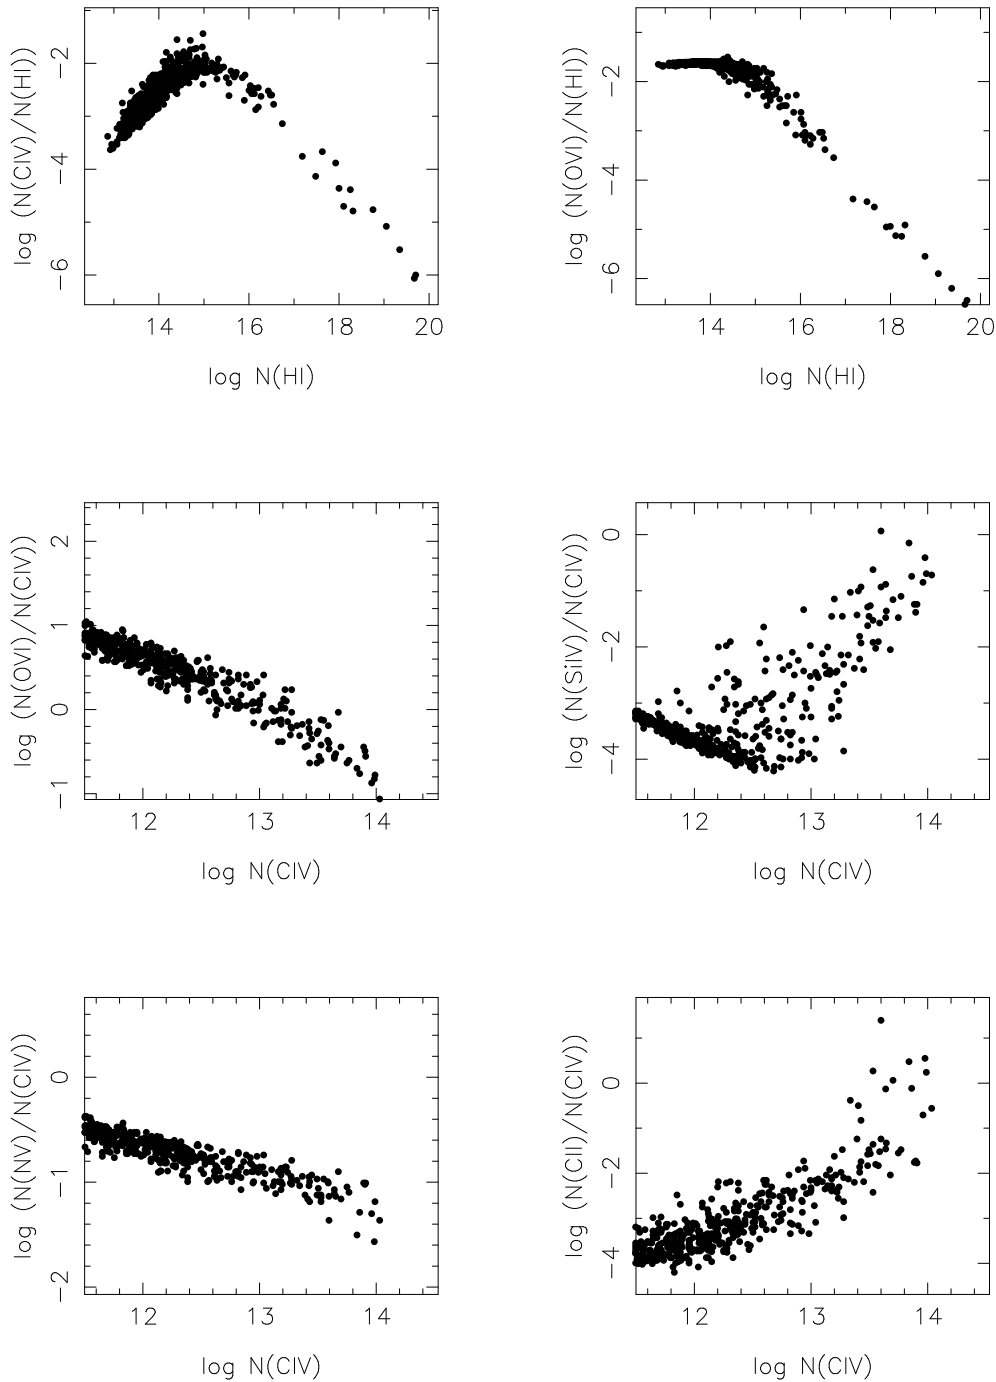 log (N(CIV)/N(HI))
−2
−4
−6
14 16 18 20
log N(HI)
log (N(OVI)/N(HI))
−2
−4
−6
14 16 18 20
log N(HI)
log (N(OVI)/N(CIV))
2
1
0
−1
12 13 14
log N(CIV)
log (N(SiIV)/N(CIV))
0
−2
−4
12 13 14
log N(CIV)
log (N(NV)/N(CIV))
0
−1
−2
12 13 14
log N(CIV)
log (N(CII)/N(CIV))
0
−2
−4
12 13 14
log N(CIV)